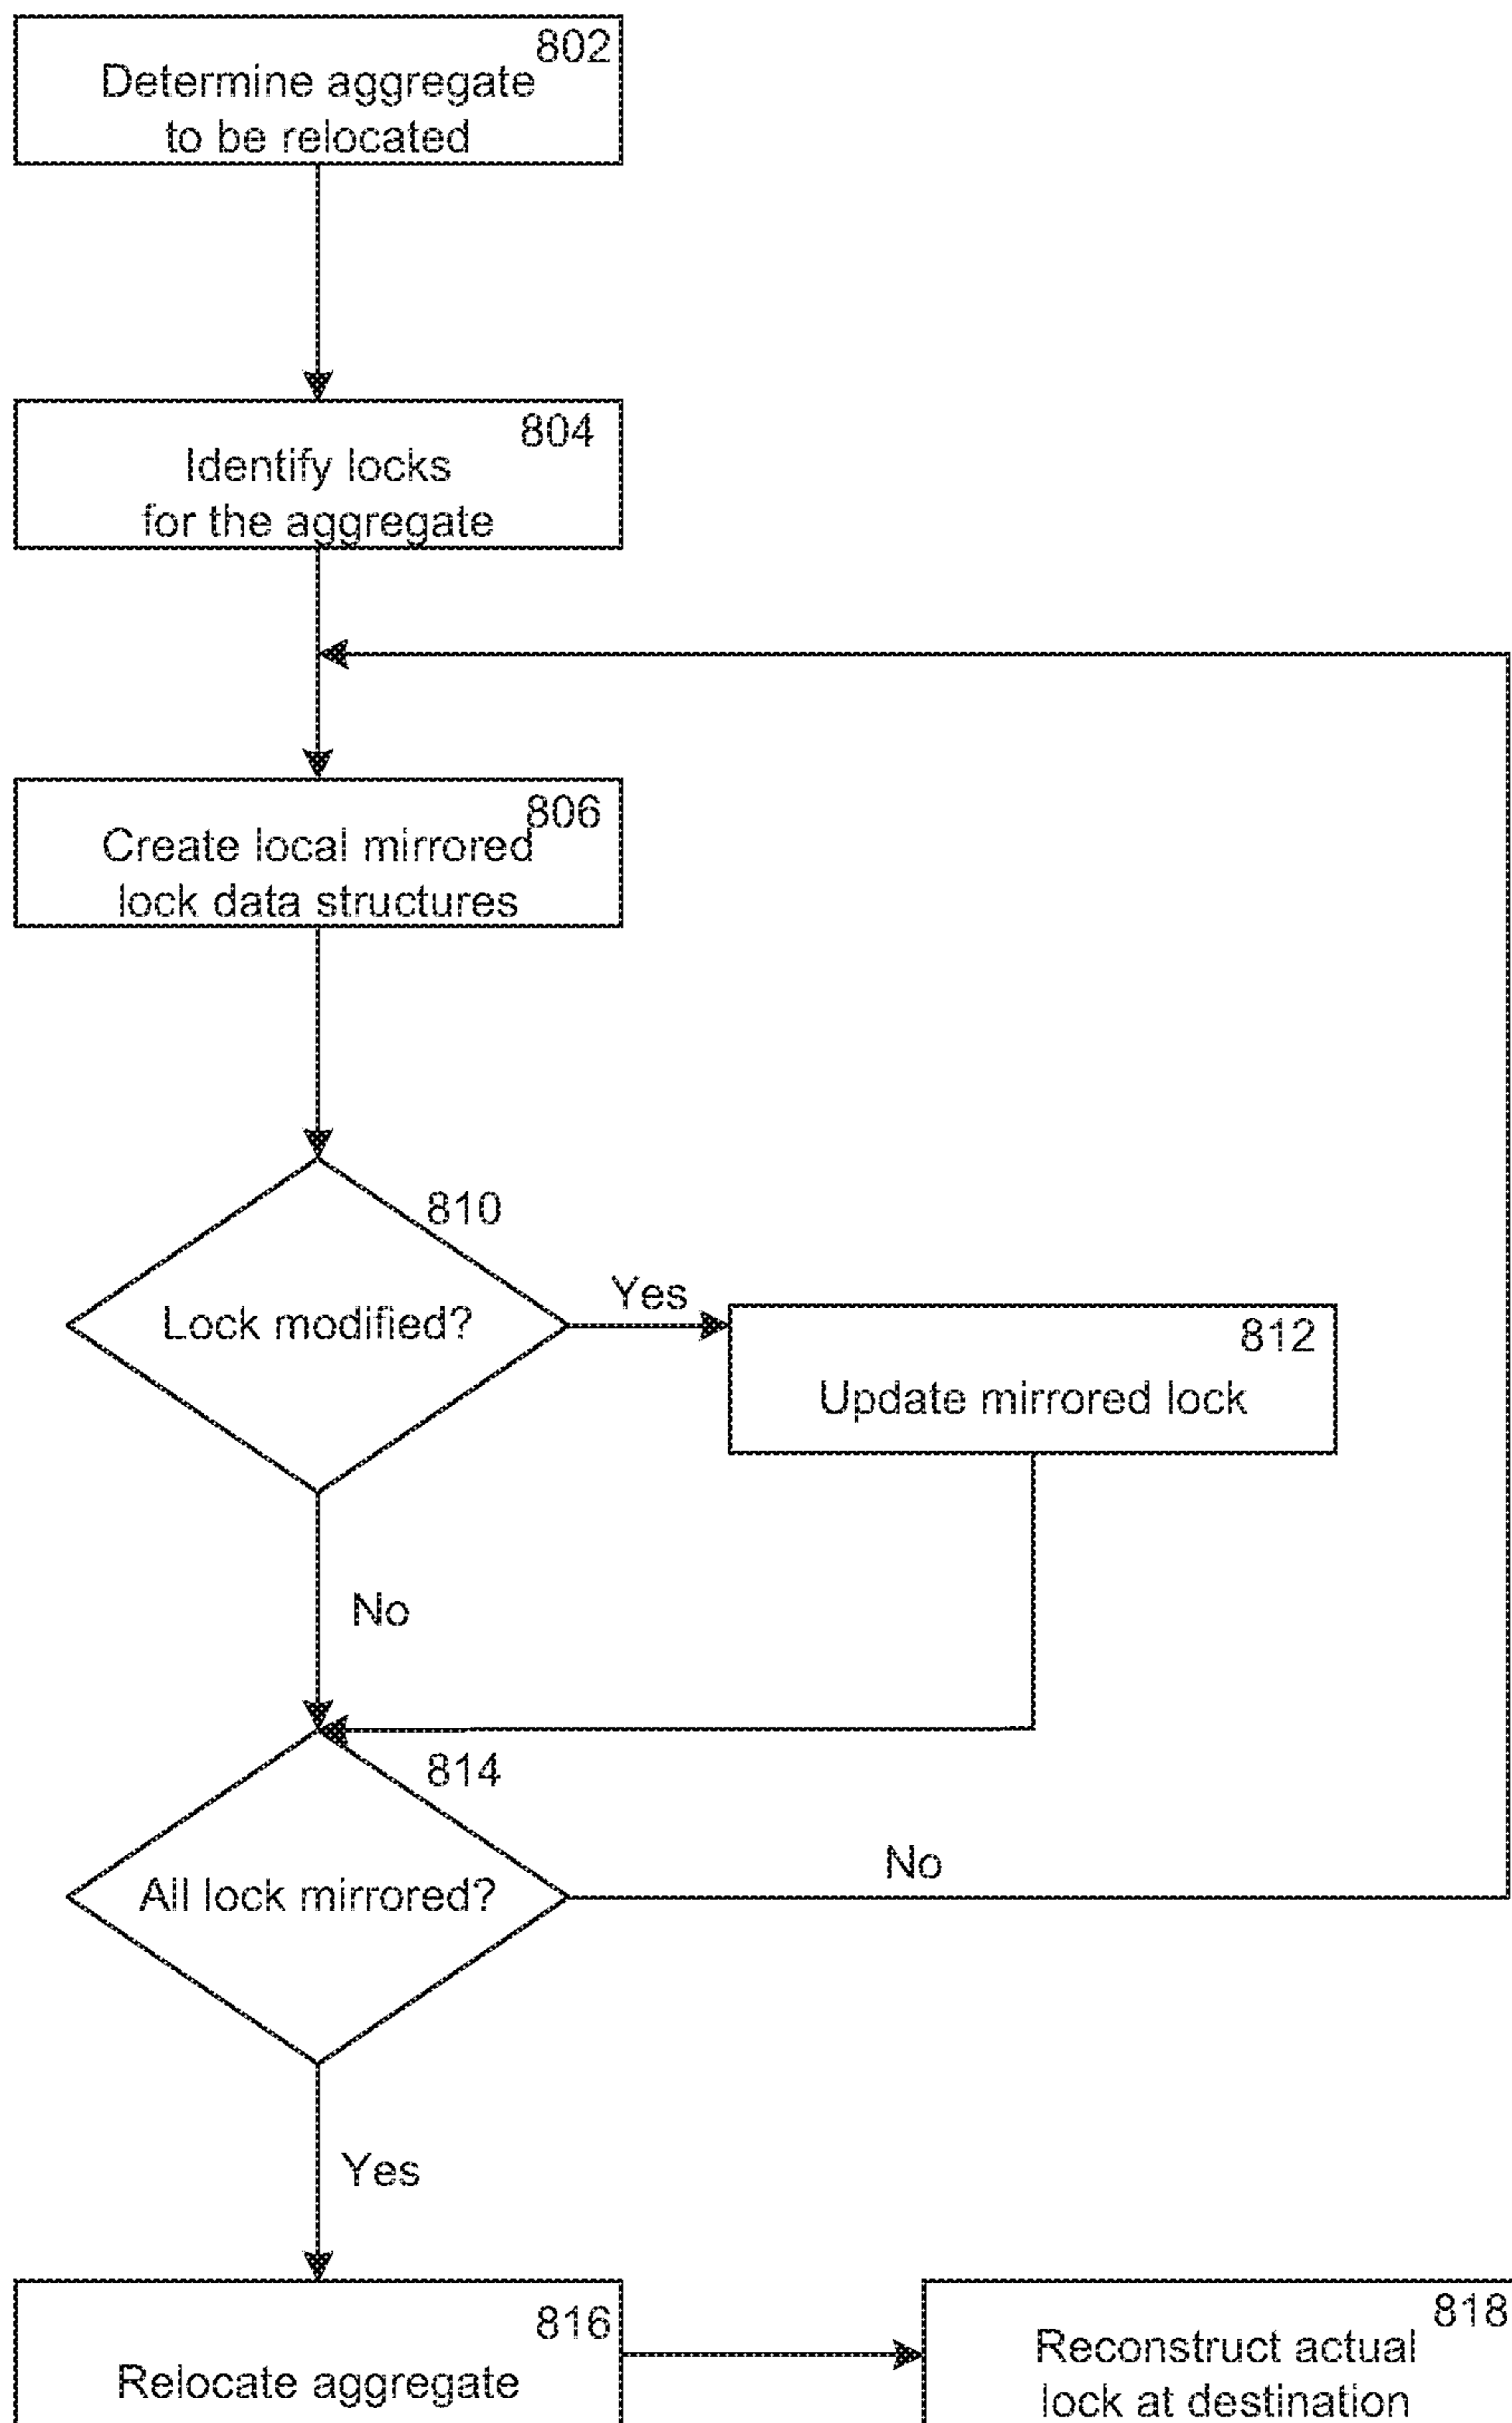 802
Determine aggregate
to be relocated
804
Identify locks
for the aggregate
806
Create local mirrored
lock data structures
810
Lock modified?
Yes
812
Update mirrored lock
No
814
All lock mirrored?
No
Yes
816
Relocate aggregate
818
Reconstruct actual
lock at destination